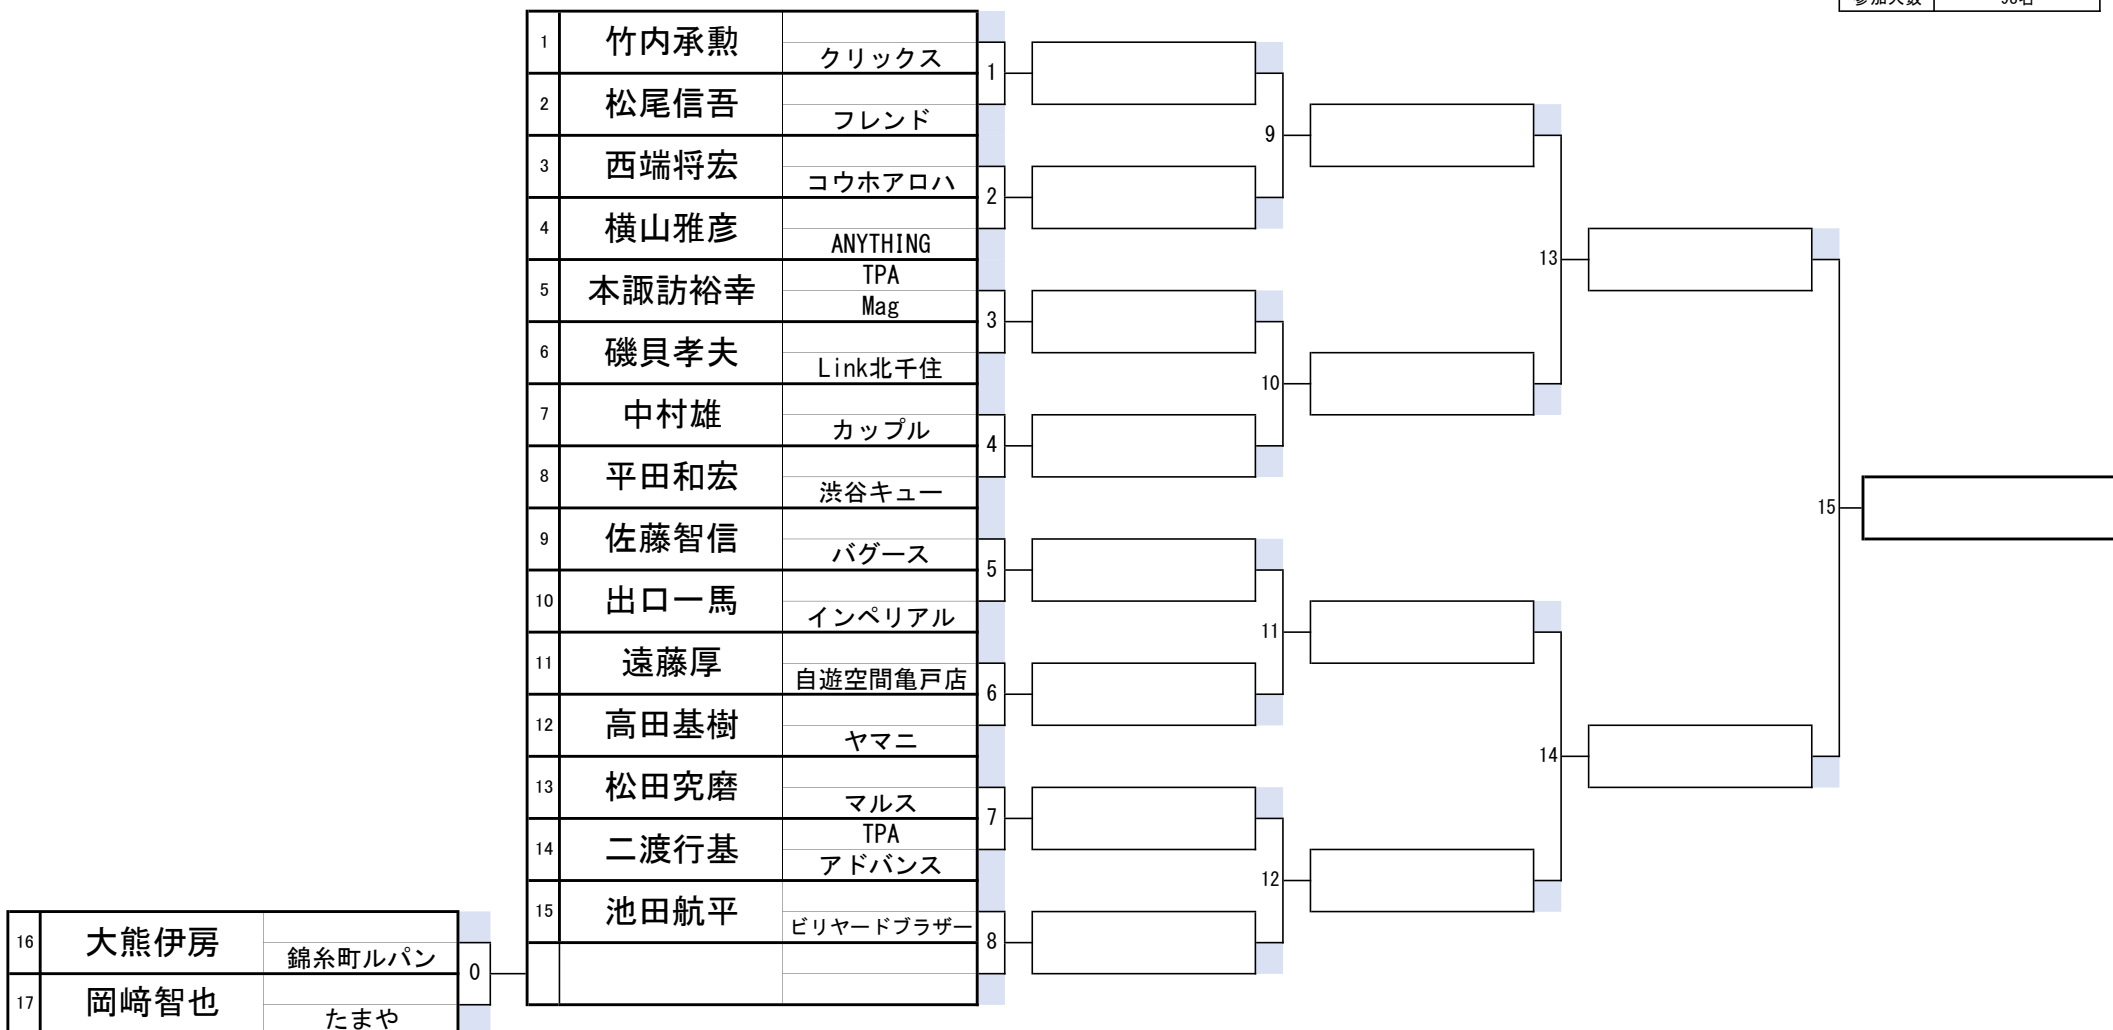 1 竹内承勲 クリックス
2 松尾信吾 フレンド
3 西端将宏 コウホアロハ
4 横山雅彦 ANYTHING
5 本諏訪裕幸 TPA
Mag
6 磯貝孝夫 Link北千住
7 中村雄 カップル
8 平田和宏 渋谷キュー
9 佐藤智信 バグース
10 出口一馬 インペリアル
11 遠藤厚 自遊空間亀戸店
12 高田基樹 ヤマニ
13 松田究磨 マルス
14 二渡行基 TPA
アドバンス
15 池田航平 ビリヤードブラザー
16 大熊伊房 錦糸町ルパン
17 岡﨑智也 たまや
0
1
2
3
4
5
6
7
8
9
10
11
12
13
14
15